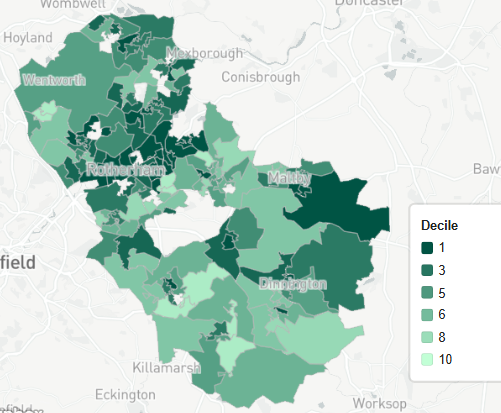 Wombwell
Doncaster
Hoyland
Mexborough
Conisbrough
Wentworth
Rotherham
Maltby
Baw
Decile
1
3
5
6
8
10
field
Dinnington
Killamarsh
Eckington
Worksop